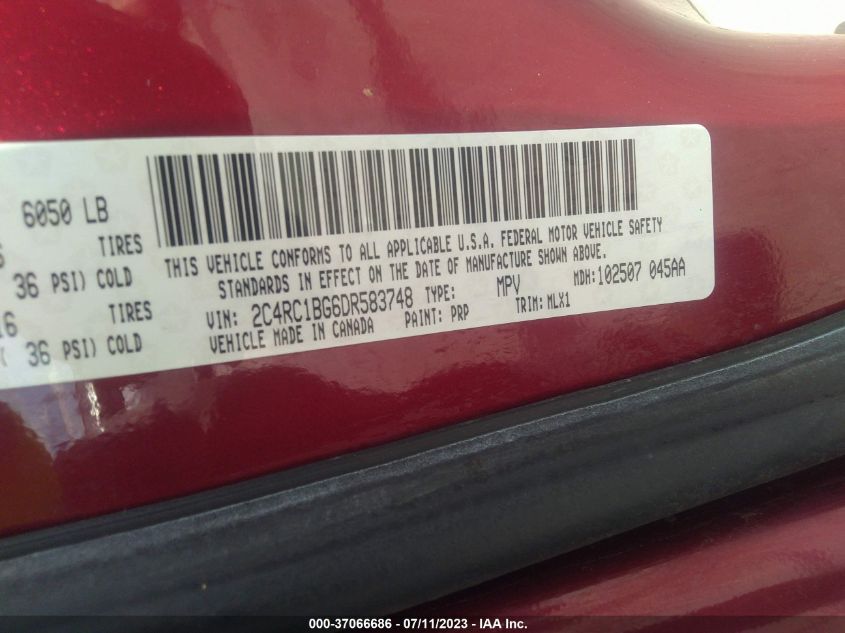 6050 LB
TIRES
36 PSI) COLD
16 TIRES
( 36 PSI) COLD
THIS VEHICLE CONFORMS TO ALL APPLICABLE U.S.A. FEDERAL MOTOR VEHICLE SAFETY
STANDARDS IN EFFECT ON THE DATE OF MANUFACTURE SHOWN ABOVE.
VIN: 2C4RC1BG6DR583748 TYPE: MPV MDH:102507 045AA
VEHICLE MADE IN CANADA PAINT: PRP TRIM: MLX1
000-37066686 - 07/11/2023 - IAA Inc.